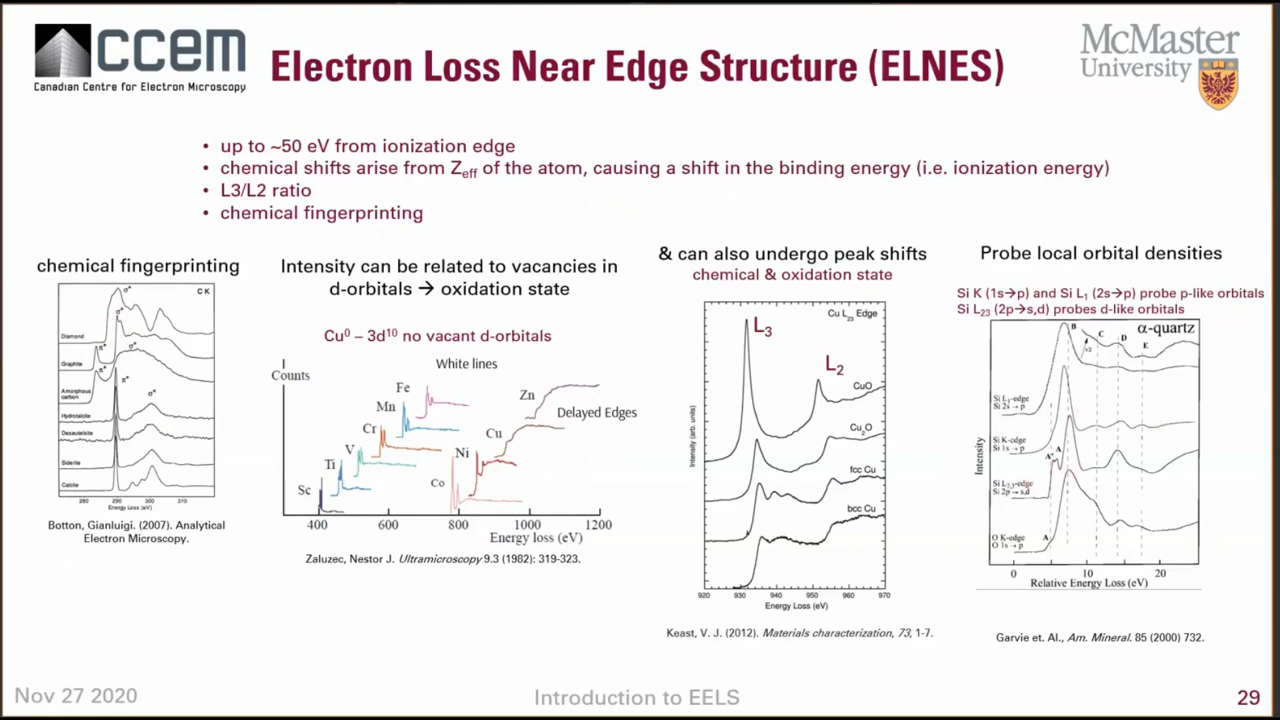 ccem
Canadian Centre for Electron Microscopy
Electron Loss Near Edge Structure (ELNES)
McMaster
University
• up to ~50 eV from ionization edge
• chemical shifts arise from Zeff of the atom, causing a shift in the binding energy (i.e. ionization energy)
• L3/L2 ratio
• chemical fingerprinting
chemical fingerprinting
C K
σ*
σ*
Diamond
π*
σ*
Graphite
π*
Amorphous
carbon
π*
σ*
Hydrotalcite
Desautelsite
Siderite
Calcite
280 290 300 310
Energy Loss (eV)
Botton, Gianluigi. (2007). Analytical
Electron Microscopy.
Intensity can be related to vacancies in
d-orbitals → oxidation state
Cu⁰ – 3d¹⁰ no vacant d-orbitals
Counts
White lines
Fe
Zn
Mn
Delayed Edges
Cr
Cu
V
Ni
Ti
Co
Sc
400 600 800 1000 1200
Energy loss (eV)
Zaluzec, Nestor J. Ultramicroscopy 9.3 (1982): 319-323.
& can also undergo peak shifts
chemical & oxidation state
Cu L23 Edge
L3
L2
CuO
Cu2O
fcc Cu
bcc Cu
Intensity (arb. units)
920 930 940 950 960 970
Energy Loss (eV)
Keast, V. J. (2012). Materials characterization, 73, 1-7.
Probe local orbital densities
Si K (1s→p) and Si L1 (2s→p) probe p-like orbitals
Si L23 (2p→s,d) probes d-like orbitals
α-quartz
B
C
D
E
Si L1-edge
Si 2s→p
Si K-edge
Si 1s→p
A' A
Si L2,3-edge
Si 2p→s,d
O K-edge
O 1s→p
A
Intensity
0 10 20
Relative Energy Loss (eV)
Garvie et. Al., Am. Mineral. 85 (2000) 732.
Nov 27 2020
Introduction to EELS
29